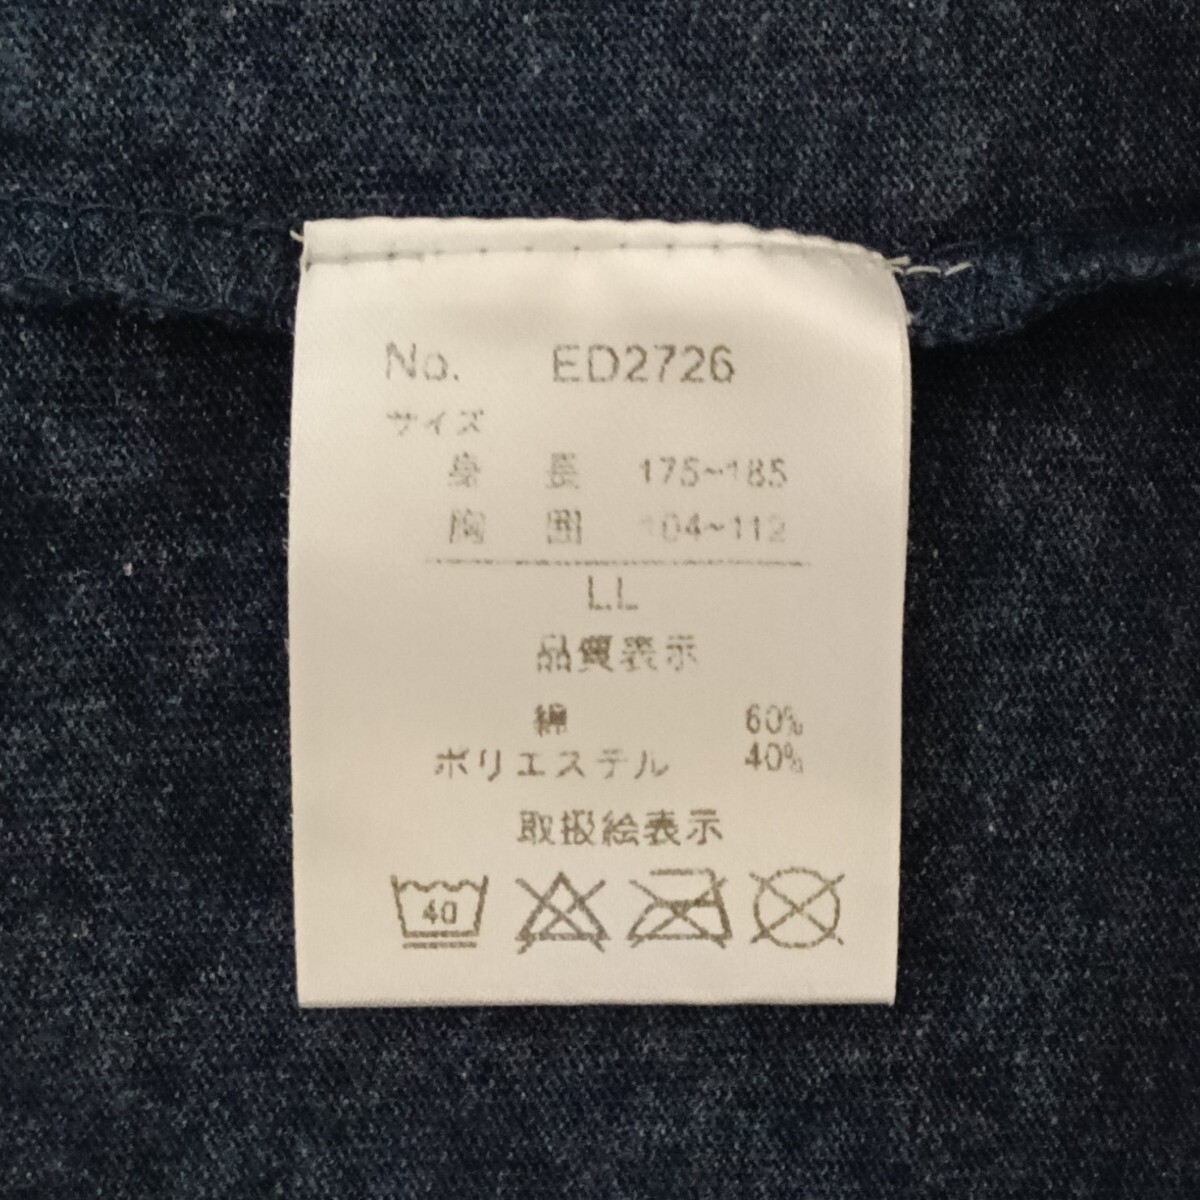 No. ED2726
サイズ
身長 175~185
胸囲 104~112
LL
品質表示
綿 60%
ポリエステル 40%
取扱絵表示
40